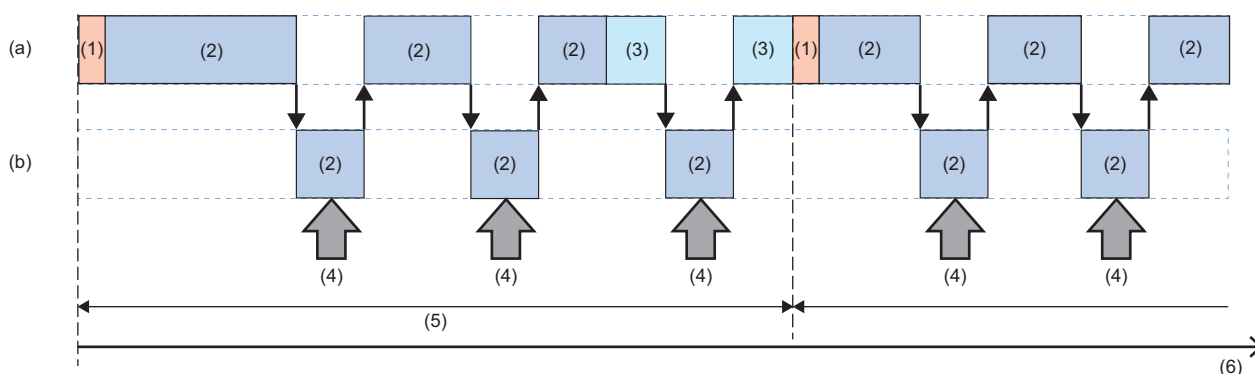 (a) (1) (2) (2) (2) (3) (3) (1) (2) (2) (2)
(b) (2) (2) (2) (2) (2)
(4) (4) (4) (4) (4)
(5)
(6)